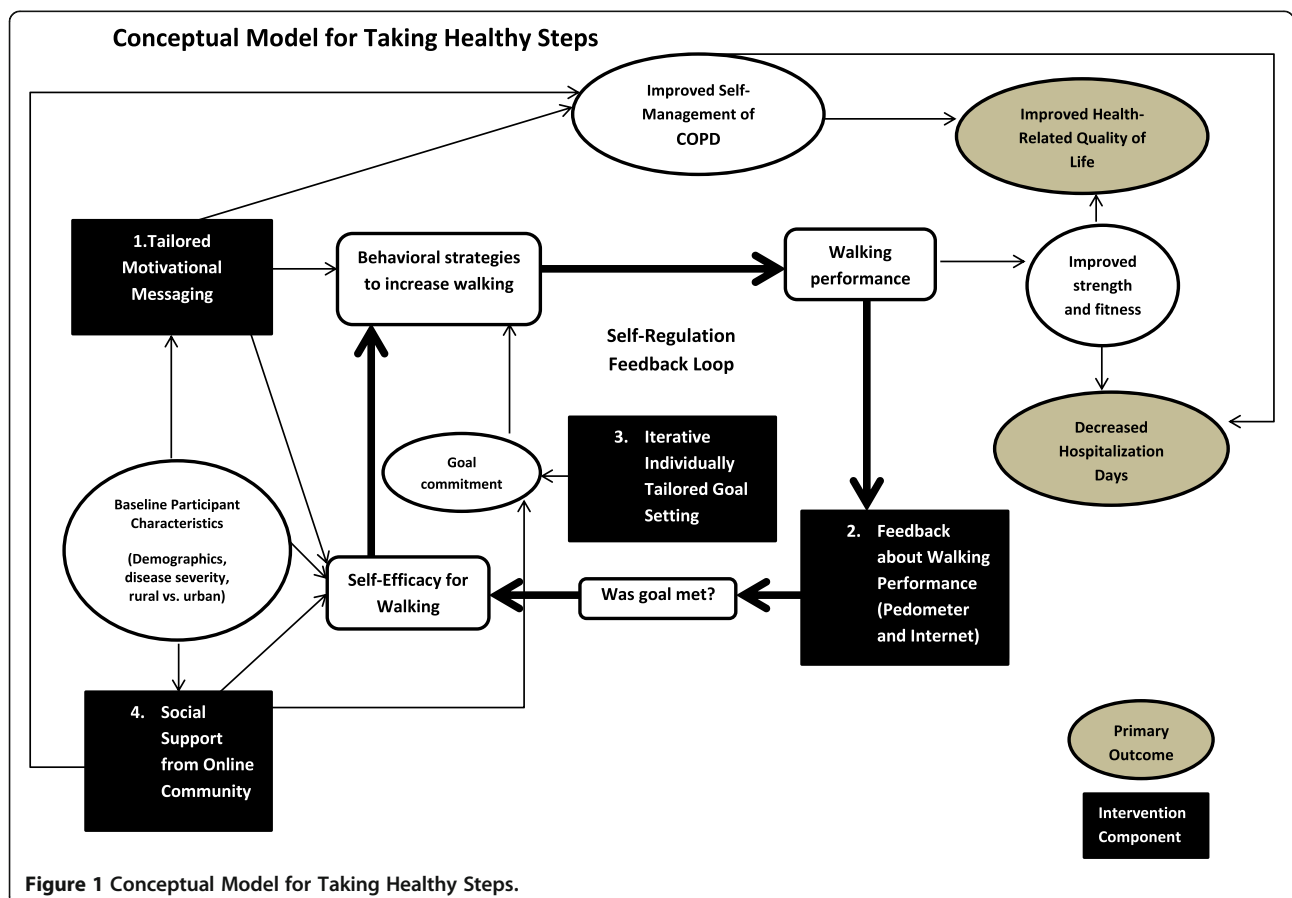 Conceptual Model for Taking Healthy Steps
Improved Self-
Management of
COPD
Improved Health-
Related Quality of
Life
1.Tailored
Motivational
Messaging
Behavioral strategies
to increase walking
Walking
performance
Improved
strength
and fitness
Self-Regulation
Feedback Loop
3. Iterative
Individually
Tailored Goal
Setting
Goal
commitment
Decreased
Hospitalization
Days
Baseline Participant
Characteristics
(Demographics,
disease severity,
rural vs. urban)
2. Feedback
about Walking
Performance
(Pedometer
and Internet)
Self-Efficacy for
Walking
Was goal met?
4. Social
Support
from Online
Community
Primary
Outcome
Intervention
Component
Figure 1 Conceptual Model for Taking Healthy Steps.